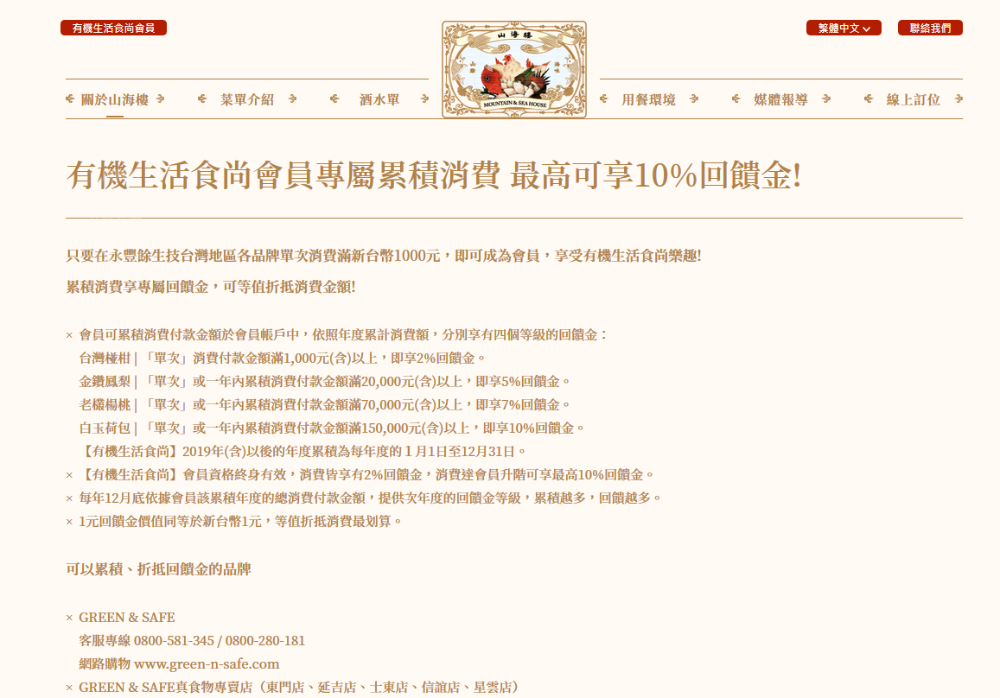 有機生活食尚會員
繁體中文
聯絡我們
山海樓
MOUNTAIN & SEA HOUSE
關於山海樓
菜單介紹
酒水單
用餐環境
媒體報導
線上訂位
有機生活食尚會員專屬累積消費 最高可享10%回饋金!
只要在永豐餘生技台灣地區各品牌單次消費滿新台幣1000元，即可成為會員，享受有機生活食尚樂趣!
累積消費享專屬回饋金，可等值折抵消費金額!
× 會員可累積消費付款金額於會員帳戶中，依照年度累計消費額，分別享有四個等級的回饋金：
台灣椪柑 | 「單次」消費付款金額滿1,000元(含)以上，即享2%回饋金。
金鑽鳳梨 | 「單次」或一年內累積消費付款金額滿20,000元(含)以上，即享5%回饋金。
老欉楊桃 | 「單次」或一年內累積消費付款金額滿70,000元(含)以上，即享7%回饋金。
白玉荷包 | 「單次」或一年內累積消費付款金額滿150,000元(含)以上，即享10%回饋金。
【有機生活食尚】2019年(含)以後的年度累積為每年度的１月1日至12月31日。
× 【有機生活食尚】會員資格終身有效，消費皆享有2%回饋金，消費達會員升階可享最高10%回饋金。
× 每年12月底依據會員該累積年度的總消費付款金額，提供次年度的回饋金等級，累積越多，回饋越多。
× 1元回饋金價值同等於新台幣1元，等值折抵消費最划算。
可以累積、折抵回饋金的品牌
× GREEN & SAFE
客服專線 0800-581-345 / 0800-280-181
網路購物 www.green-n-safe.com
× GREEN & SAFE真食物專賣店（東門店、延吉店、士東店、信誼店、星雲店）